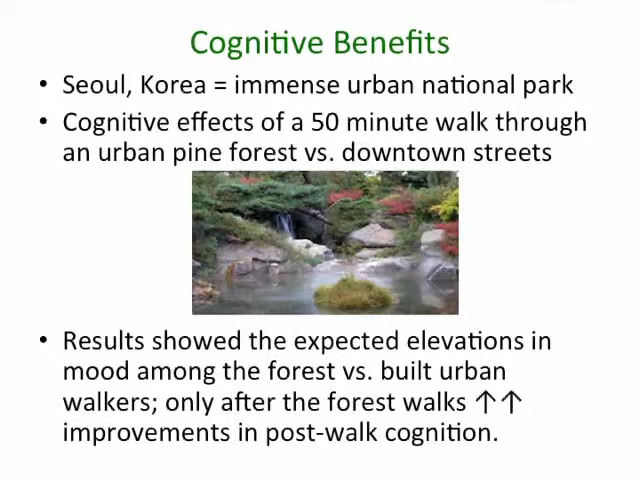 Cognitive Benefits
• Seoul, Korea = immense urban national park
• Cognitive effects of a 50 minute walk through
an urban pine forest vs. downtown streets
• Results showed the expected elevations in
mood among the forest vs. built urban
walkers; only after the forest walks ↑↑
improvements in post-walk cognition.